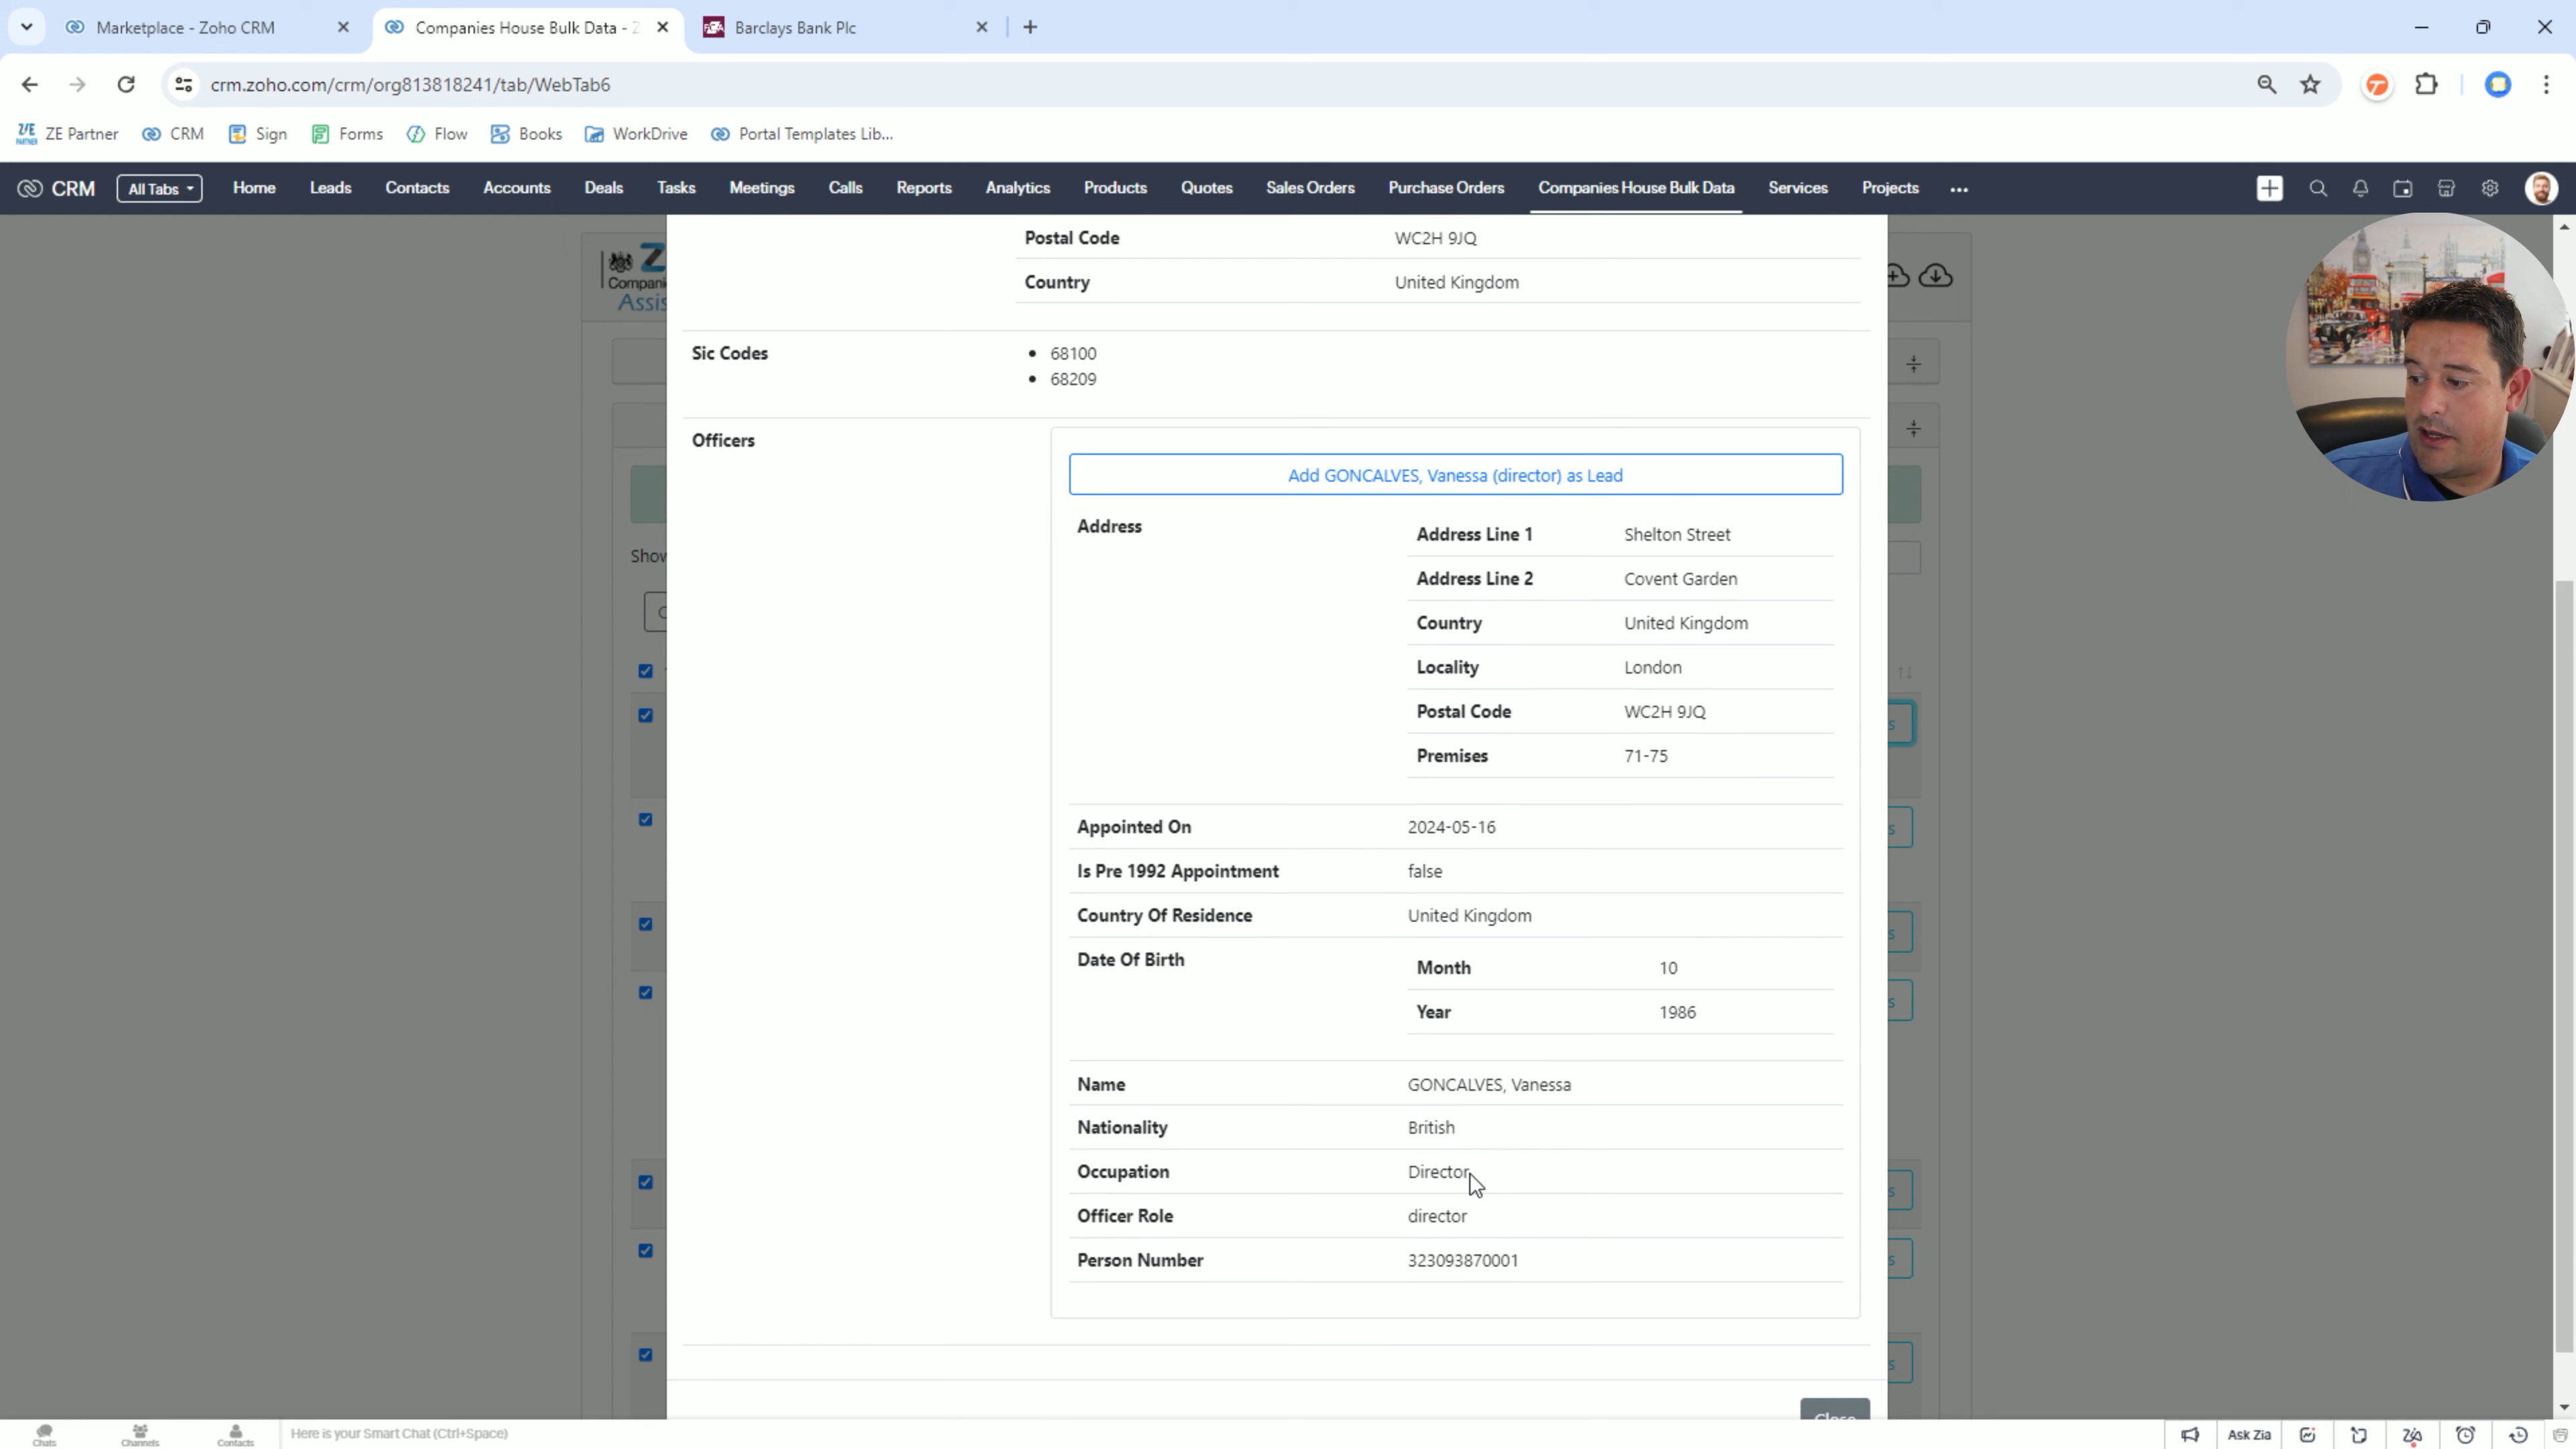 Marketplace - Zoho CRM
Companies House Bulk Data - Z
Barclays Bank Plc
crm.zoho.com/crm/org813818241/tab/WebTab6
ZE Partner CRM Sign Forms Flow Books WorkDrive Portal Templates Lib...
CRM All Tabs Home Leads Contacts Accounts Deals Tasks Meetings Calls Reports Analytics Products Quotes Sales Orders Purchase Orders Companies House Bulk Data Services Projects ...
Compani
Assis
Postal Code WC2H 9JQ
Country United Kingdom
Sic Codes
68100
68209
Officers
Add GONCALVES, Vanessa (director) as Lead
Show
Address
Address Line 1 Shelton Street
Address Line 2 Covent Garden
Country United Kingdom
Locality London
Postal Code WC2H 9JQ
Premises 71-75
Appointed On 2024-05-16
Is Pre 1992 Appointment false
Country Of Residence United Kingdom
Date Of Birth
Month 10
Year 1986
Name GONCALVES, Vanessa
Nationality British
Occupation Director
Officer Role director
Person Number 323093870001
Close
Chats Channels Contacts Here is your Smart Chat (Ctrl+Space) Ask Zia